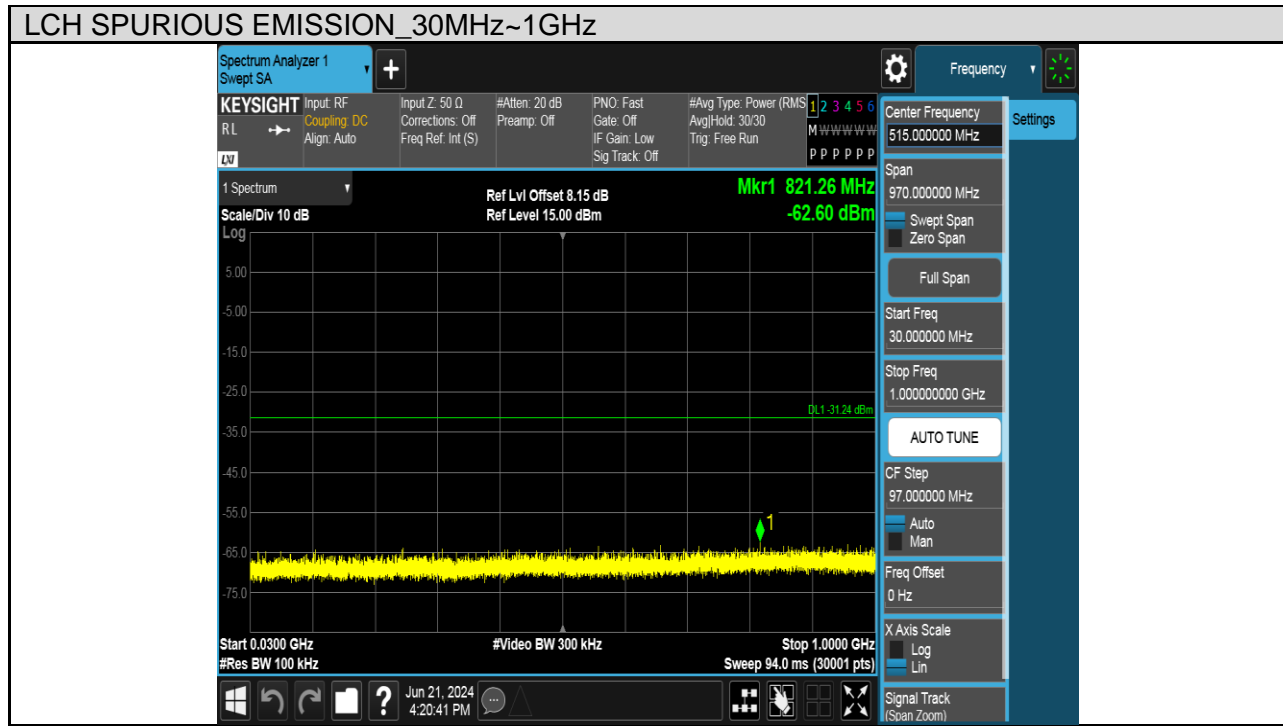 LCH SPURIOUS EMISSION_30MHz~1GHz
Spectrum Analyzer 1
Swept SA
+
Frequency
KEYSIGHT
RL
LXI
Input: RF
Coupling: DC
Align: Auto
Input Z: 50 Ω
Corrections: Off
Freq Ref: Int (S)
#Atten: 20 dB
Preamp: Off
PNO: Fast
Gate: Off
IF Gain: Low
Sig Track: Off
#Avg Type: Power (RMS
Avg|Hold: 30/30
Trig: Free Run
1 2 3 4 5 6
M W W W W W
P P P P P P
Center Frequency
515.000000 MHz
Settings
Span
970.000000 MHz
Swept Span
Zero Span
Full Span
Start Freq
30.000000 MHz
Stop Freq
1.000000000 GHz
AUTO TUNE
CF Step
97.000000 MHz
Auto
Man
Freq Offset
0 Hz
X Axis Scale
Log
Lin
Signal Track
(Span Zoom)
1 Spectrum
Scale/Div 10 dB
Ref Lvl Offset 8.15 dB
Ref Level 15.00 dBm
Mkr1 821.26 MHz
-62.60 dBm
Log
5.00
-5.00
-15.0
-25.0
DL1 -31.24 dBm
-35.0
-45.0
-55.0
1
-65.0
-75.0
Start 0.0300 GHz
#Video BW 300 kHz
Stop 1.0000 GHz
#Res BW 100 kHz
Sweep 94.0 ms (30001 pts)
?
Jun 21, 2024
4:20:41 PM